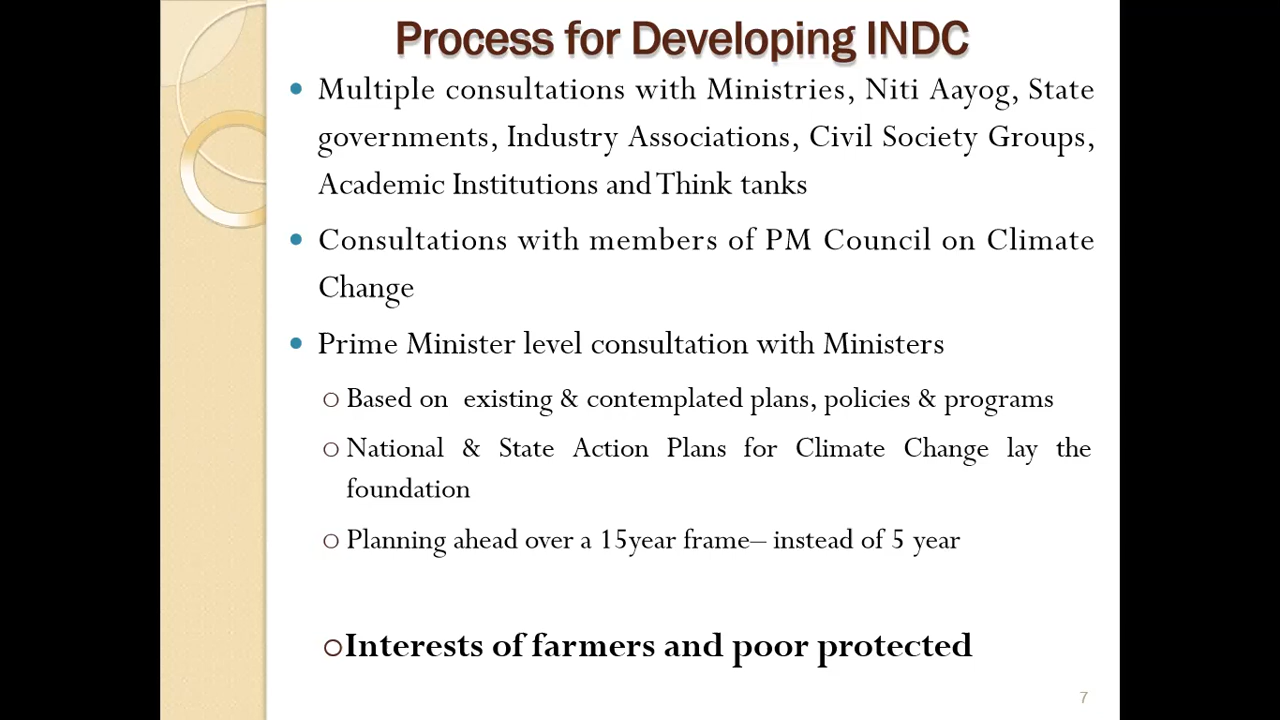 Process for Developing INDC
• Multiple consultations with Ministries, Niti Aayog, State
governments, Industry Associations, Civil Society Groups,
Academic Institutions and Think tanks
• Consultations with members of PM Council on Climate
Change
• Prime Minister level consultation with Ministers
○ Based on existing & contemplated plans, policies & programs
○ National & State Action Plans for Climate Change lay the
foundation
○ Planning ahead over a 15year frame– instead of 5 year
○Interests of farmers and poor protected
7